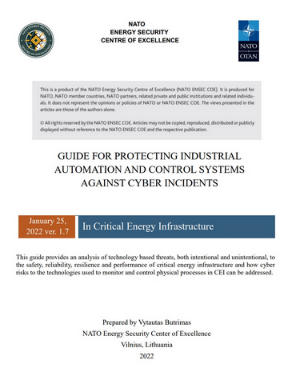 NATO
ENERGY SECURITY
CENTRE OF EXCELLENCE
NATO
OTAN
This is a product of the NATO Energy Security Centre of Excellence (NATO ENSEC COE). It is produced for
NATO, NATO member countries, NATO partners, related private and public institutions and related individu-
als. It does not represent the opinions or policies of NATO or NATO ENSEC COE. The views presented in the
articles are those of the authors alone.
© All rights reserved by the NATO ENSEC COE. Articles may not be copied, reproduced, distributed or publicly
displayed without reference to the NATO ENSEC COE and the respective publication.
GUIDE FOR PROTECTING INDUSTRIAL
AUTOMATION AND CONTROL SYSTEMS
AGAINST CYBER INCIDENTS
January 25,
2022 ver. 1.7
In Critical Energy Infrastructure
This guide provides an analysis of technology based threats, both intentional and unintentional, to
the safety, reliability, resilience and performance of critical energy infrastructure and how cyber
risks to the technologies used to monitor and control physical processes in CEI can be addressed.
Prepared by Vytautas Butrimas
NATO Energy Security Center of Excellence
Vilnius, Lithuania
2022